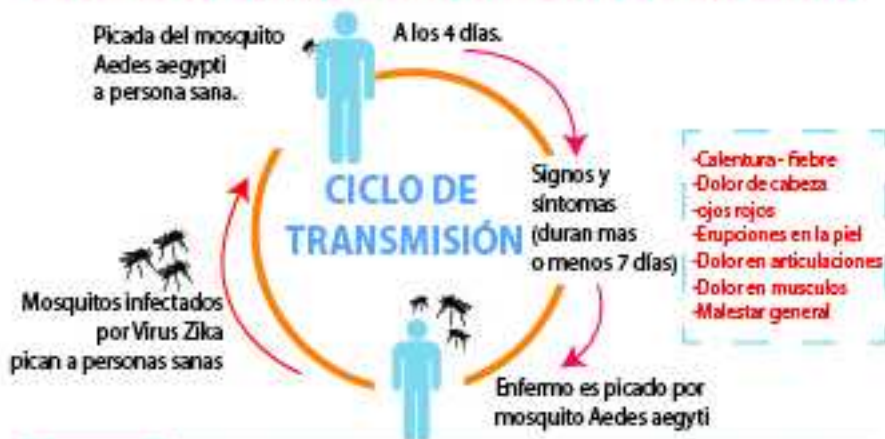 Picada del mosquito
Aedes aegypti
a persona sana.
A los 4 días.
CICLO DE
TRANSMISIÓN
Signos y
síntomas
(duran mas
o menos 7 días)
-Calentura - fiebre
-Dolor de cabeza
-ojos rojos
-Erupciones en la piel
-Dolor en articulaciones
-Dolor en musculos
-Malestar general
Enfermo es picado por
mosquito Aedes aegyti
Mosquitos infectados
por Virus Zika
pican a personas sanas